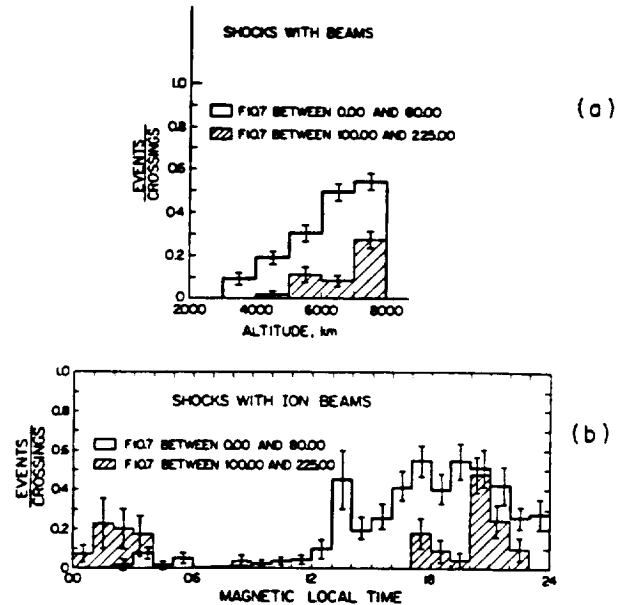 SHOCKS WITH BEAMS
1.0
F10.7 BETWEEN 0.00 AND 80.00
(a)
0.8
F10.7 BETWEEN 100.00 AND 225.00
EVENTS
CROSSINGS
0.6
0.4
0.2
0
2000 4000 6000 8000
ALTITUDE, km
1.0
SHOCKS WITH ION BEAMS
0.8
(b)
F10.7 BETWEEN 0.00 AND 80.00
EVENTS
CROSSINGS
0.6
F10.7 BETWEEN 100.00 AND 225.00
0.4
0.2
0
00 06 12 18 24
MAGNETIC LOCAL TIME